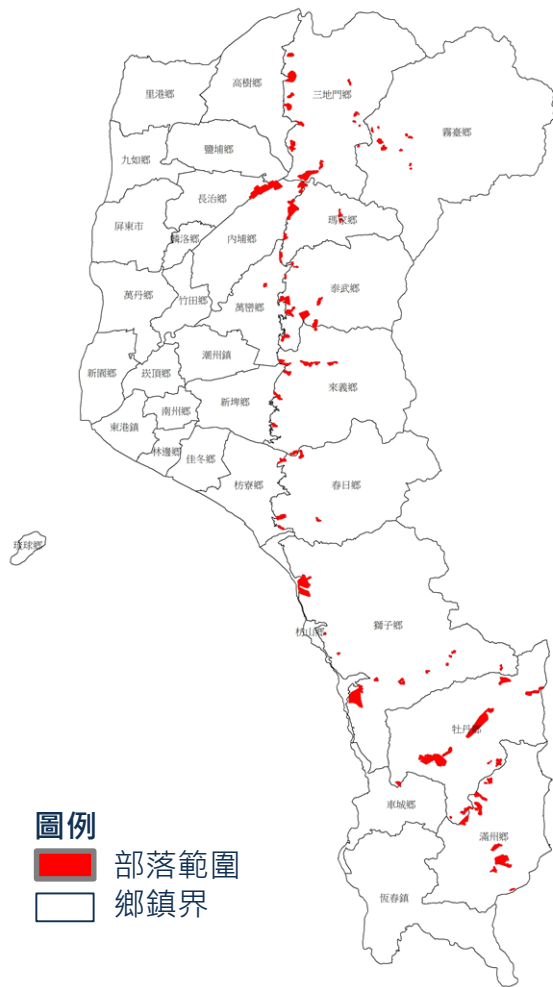 高樹鄉
里港鄉
三地門鄉
霧臺鄉
鹽埔鄉
九如鄉
長治鄉
屏東市
瑪家鄉
麟洛鄉
內埔鄉
泰武鄉
萬丹鄉
竹田鄉
萬巒鄉
潮州鎮
新園鄉
崁頂鄉
來義鄉
新埤鄉
南州鄉
東港鎮
林邊鄉
佳冬鄉
枋寮鄉
春日鄉
琉球鄉
枋山鄉
獅子鄉
牡丹鄉
車城鄉
滿州鄉
恆春鎮
圖例
部落範圍
鄉鎮界